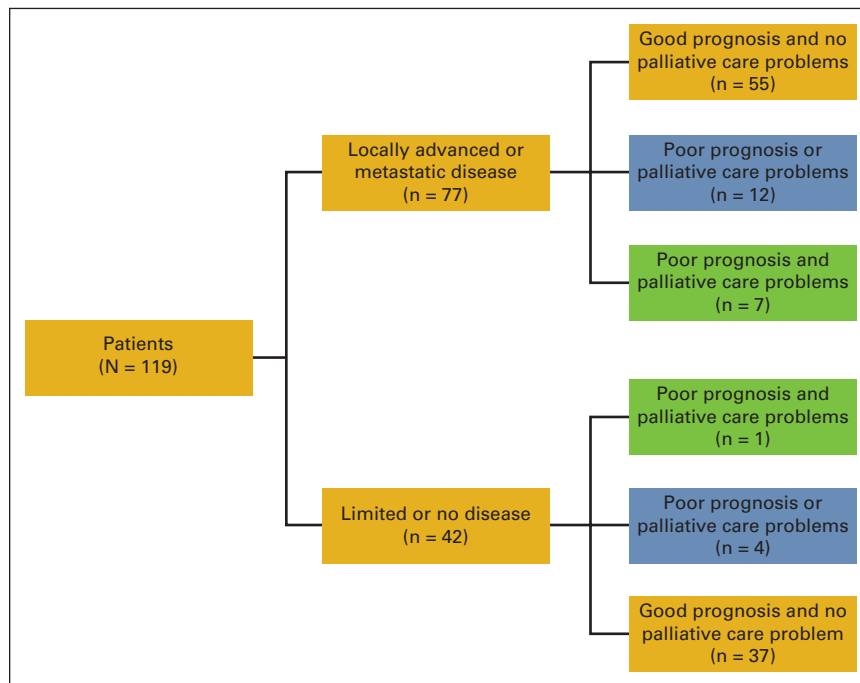 Patients
(N = 119)
Locally advanced or
metastatic disease
(n = 77)
Good prognosis and no
palliative care problems
(n = 55)
Poor prognosis or
palliative care problems
(n = 12)
Poor prognosis and
palliative care problems
(n = 7)
Limited or no disease
(n = 42)
Poor prognosis and
palliative care problems
(n = 1)
Poor prognosis or
palliative care problems
(n = 4)
Good prognosis and no
palliative care problem
(n = 37)